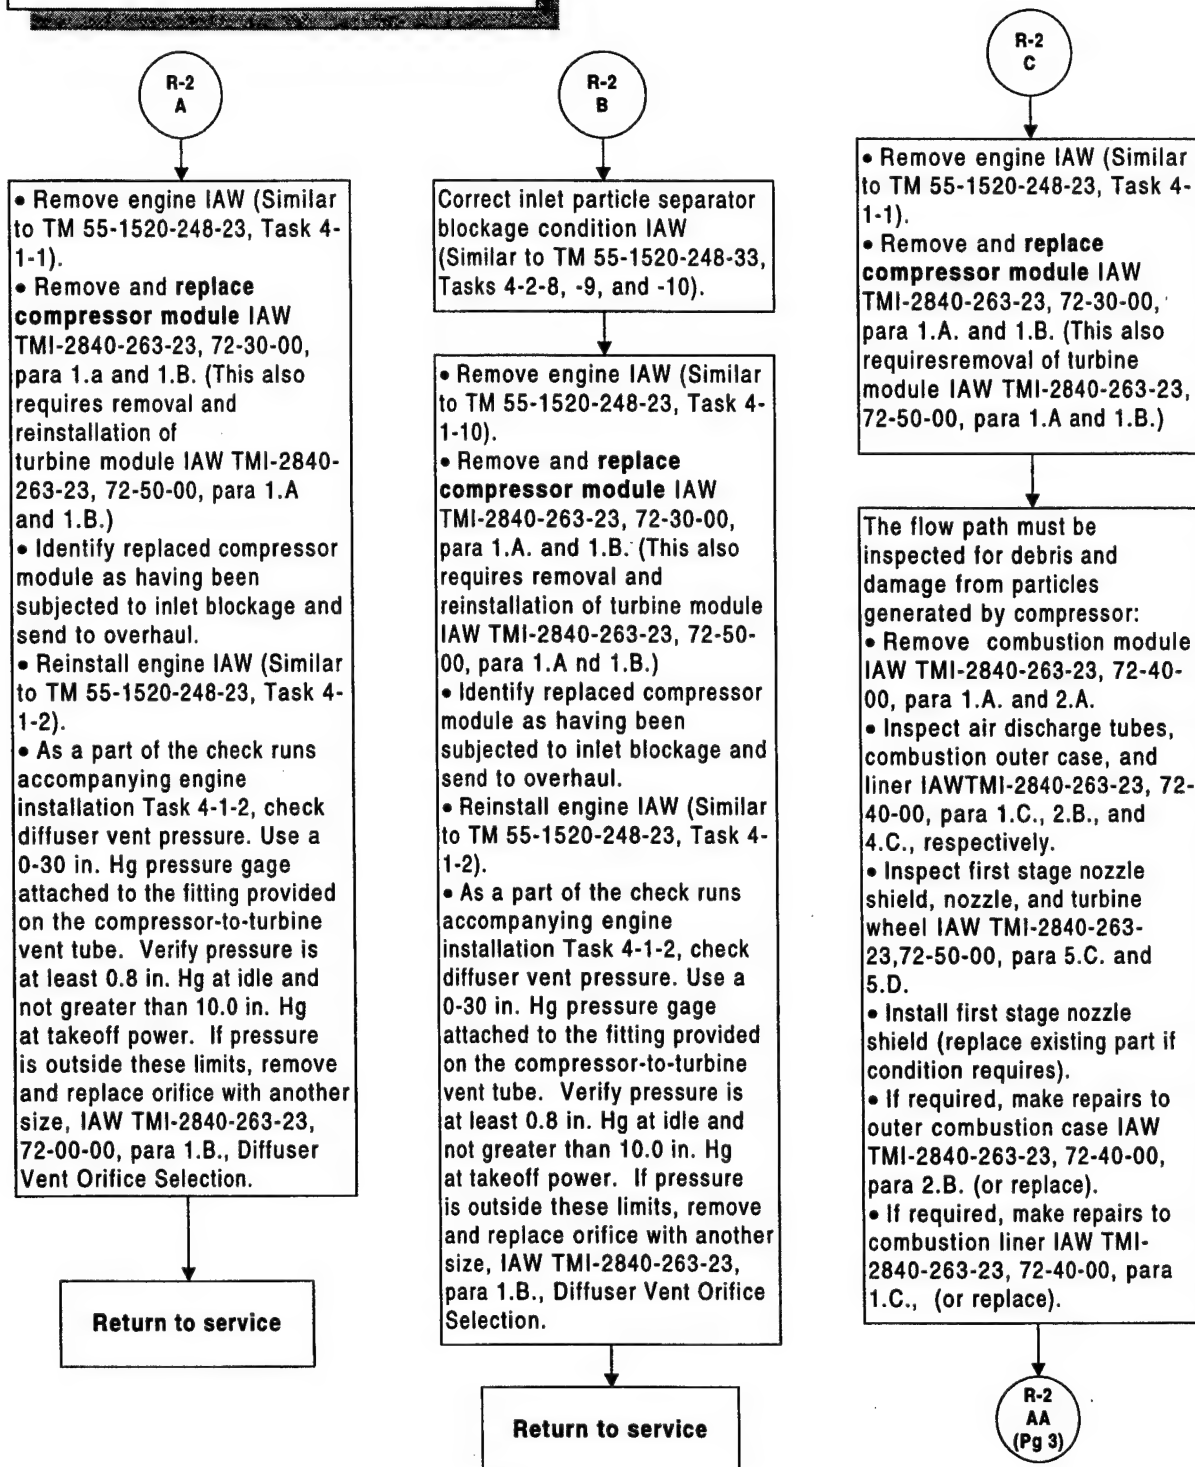 R-2
A
• Remove engine IAW (Similar
to TM 55-1520-248-23, Task 4-
1-1).
• Remove and replace
compressor module IAW
TMI-2840-263-23, 72-30-00,
para 1.a and 1.B. (This also
requires removal and
reinstallation of
turbine module IAW TMI-2840-
263-23, 72-50-00, para 1.A
and 1.B.)
• Identify replaced compressor
module as having been
subjected to inlet blockage and
send to overhaul.
• Reinstall engine IAW (Similar
to TM 55-1520-248-23, Task 4-
1-2).
• As a part of the check runs
accompanying engine
installation Task 4-1-2, check
diffuser vent pressure. Use a
0-30 in. Hg pressure gage
attached to the fitting provided
on the compressor-to-turbine
vent tube. Verify pressure is
at least 0.8 in. Hg at idle and
not greater than 10.0 in. Hg
at takeoff power. If pressure
is outside these limits, remove
and replace orifice with another
size, IAW TMI-2840-263-23,
72-00-00, para 1.B., Diffuser
Vent Orifice Selection.
Return to service
R-2
B
Correct inlet particle separator
blockage condition IAW
(Similar to TM 55-1520-248-33,
Tasks 4-2-8, -9, and -10).
• Remove engine IAW (Similar
to TM 55-1520-248-23, Task 4-
1-10).
• Remove and replace
compressor module IAW
TMI-2840-263-23, 72-30-00,
para 1.A. and 1.B. (This also
requires removal and
reinstallation of turbine module
IAW TMI-2840-263-23, 72-50-
00, para 1.A nd 1.B.)
• Identify replaced compressor
module as having been
subjected to inlet blockage and
send to overhaul.
• Reinstall engine IAW (Similar
to TM 55-1520-248-23, Task 4-
1-2).
• As a part of the check runs
accompanying engine
installation Task 4-1-2, check
diffuser vent pressure. Use a
0-30 in. Hg pressure gage
attached to the fitting provided
on the compressor-to-turbine
vent tube. Verify pressure is
at least 0.8 in. Hg at idle and
not greater than 10.0 in. Hg
at takeoff power. If pressure
is outside these limits, remove
and replace orifice with another
size, IAW TMI-2840-263-23,
para 1.B., Diffuser Vent Orifice
Selection.
Return to service
R-2
C
• Remove engine IAW (Similar
to TM 55-1520-248-23, Task 4-
1-1).
• Remove and replace
compressor module IAW
TMI-2840-263-23, 72-30-00,
para 1.A. and 1.B. (This also
requiresremoval of turbine
module IAW TMI-2840-263-23,
72-50-00, para 1.A and 1.B.)
The flow path must be
inspected for debris and
damage from particles
generated by compressor:
• Remove combustion module
IAW TMI-2840-263-23, 72-40-
00, para 1.A. and 2.A.
• Inspect air discharge tubes,
combustion outer case, and
liner IAWTMI-2840-263-23, 72-
40-00, para 1.C., 2.B., and
4.C., respectively.
• Inspect first stage nozzle
shield, nozzle, and turbine
wheel IAW TMI-2840-263-
23,72-50-00, para 5.C. and
5.D.
• Install first stage nozzle
shield (replace existing part if
condition requires).
• If required, make repairs to
outer combustion case IAW
TMI-2840-263-23, 72-40-00,
para 2.B. (or replace).
• If required, make repairs to
combustion liner IAW TMI-
2840-263-23, 72-40-00, para
1.C., (or replace).
R-2
AA
(Pg 3)